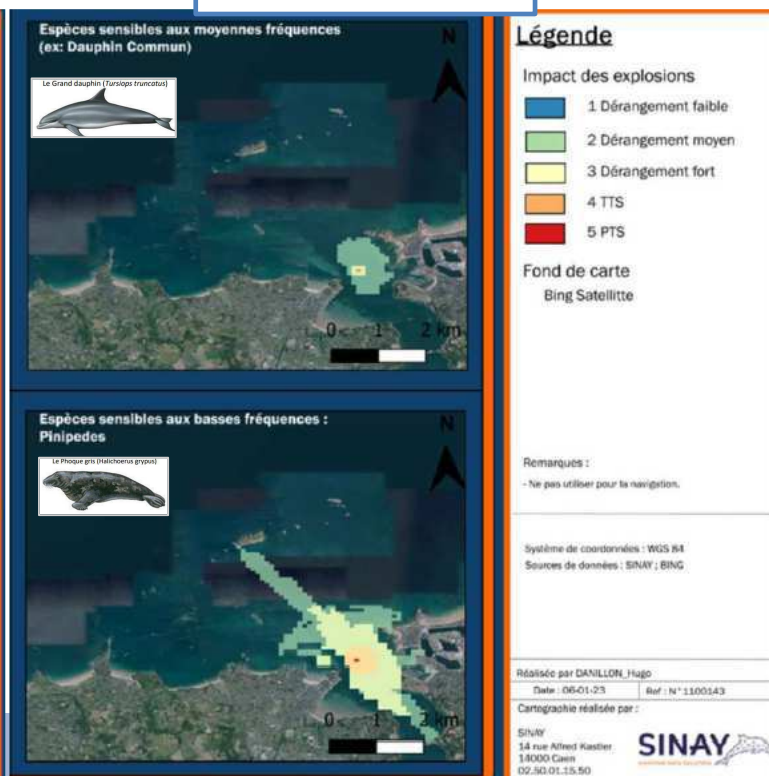 Espèces sensibles aux moyennes fréquences
(ex: Dauphin Commun)
N
Le Grand dauphin (Tursiops truncatus)
0 1 2 km
Espèces sensibles aux basses fréquences :
Pinipedes
N
Le Phoque gris (Halichoerus grypus)
0 1 2 km
Légende
Impact des explosions
1 Dérangement faible
2 Dérangement moyen
3 Dérangement fort
4 TTS
5 PTS
Fond de carte
Bing Satellitte
Remarques :
- Ne pas utiliser pour la navigation.
Système de coordonnées : WGS 84
Sources de données : SINAY ; BING
Réalisée par DANILLON_Hugo
Date : 06-01-23
Ref : N°1100143
Cartographie réalisée par :
SINAY
14 rue Alfred Kastler
14000 Caen
02.50.01.15.50
SINAY